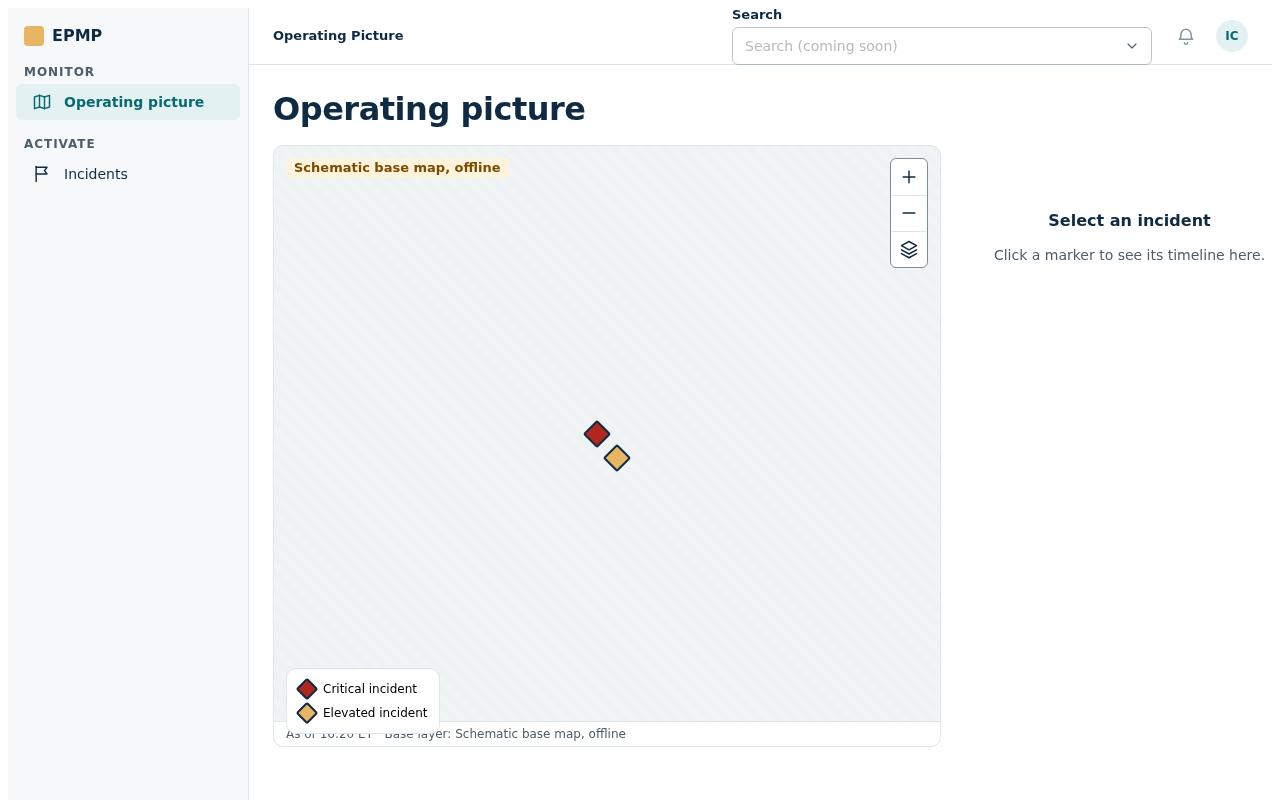 EPMP
MONITOR
Operating picture
ACTIVATE
Incidents
Operating Picture
Search
Search (coming soon)
IC
Operating picture
Schematic base map, offline
Select an incident
Click a marker to see its timeline here.
Critical incident
Elevated incident
Base layer: Schematic base map, offline